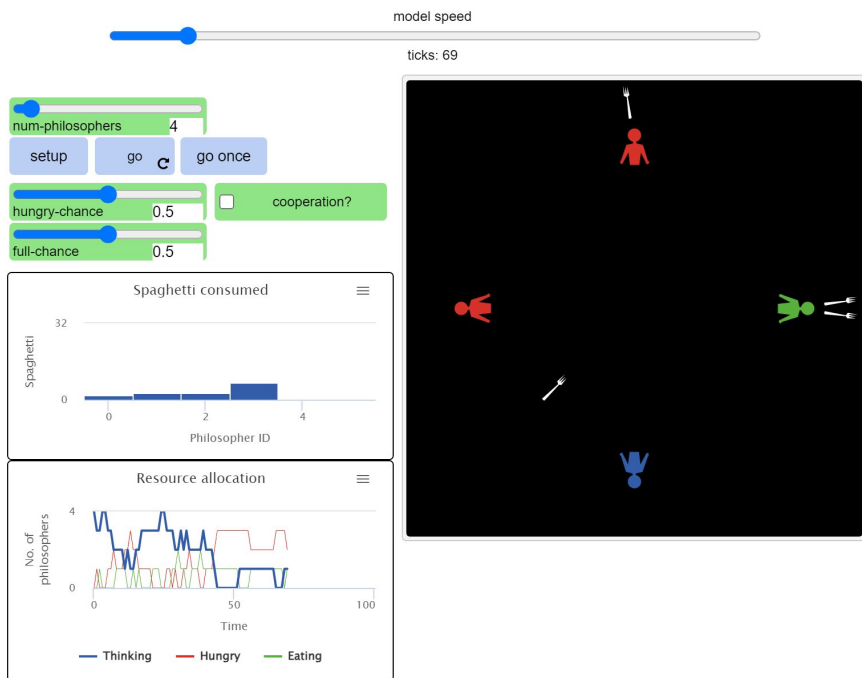 model speed
ticks: 69
num-philosophers 4
setup go go once
hungry-chance 0.5
cooperation?
full-chance 0.5
Spaghetti consumed
32
Spaghetti
0
0 2 4
Philosopher ID
Resource allocation
4
No. of
philosophers
0
0 50 100
Time
Thinking Hungry Eating